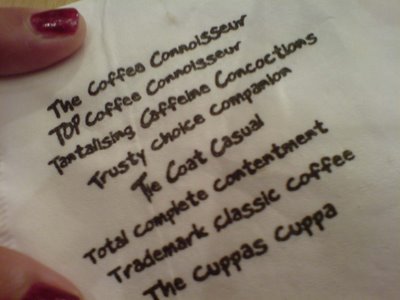 The Coffee Connoisseur
TOP Coffee Connoisseur
Tantalising Caffeine Concoctions
Trusty choice companion
Tie Coat Casual
Total complete contentment
Trademark classic coffee
The cuppas cuppa